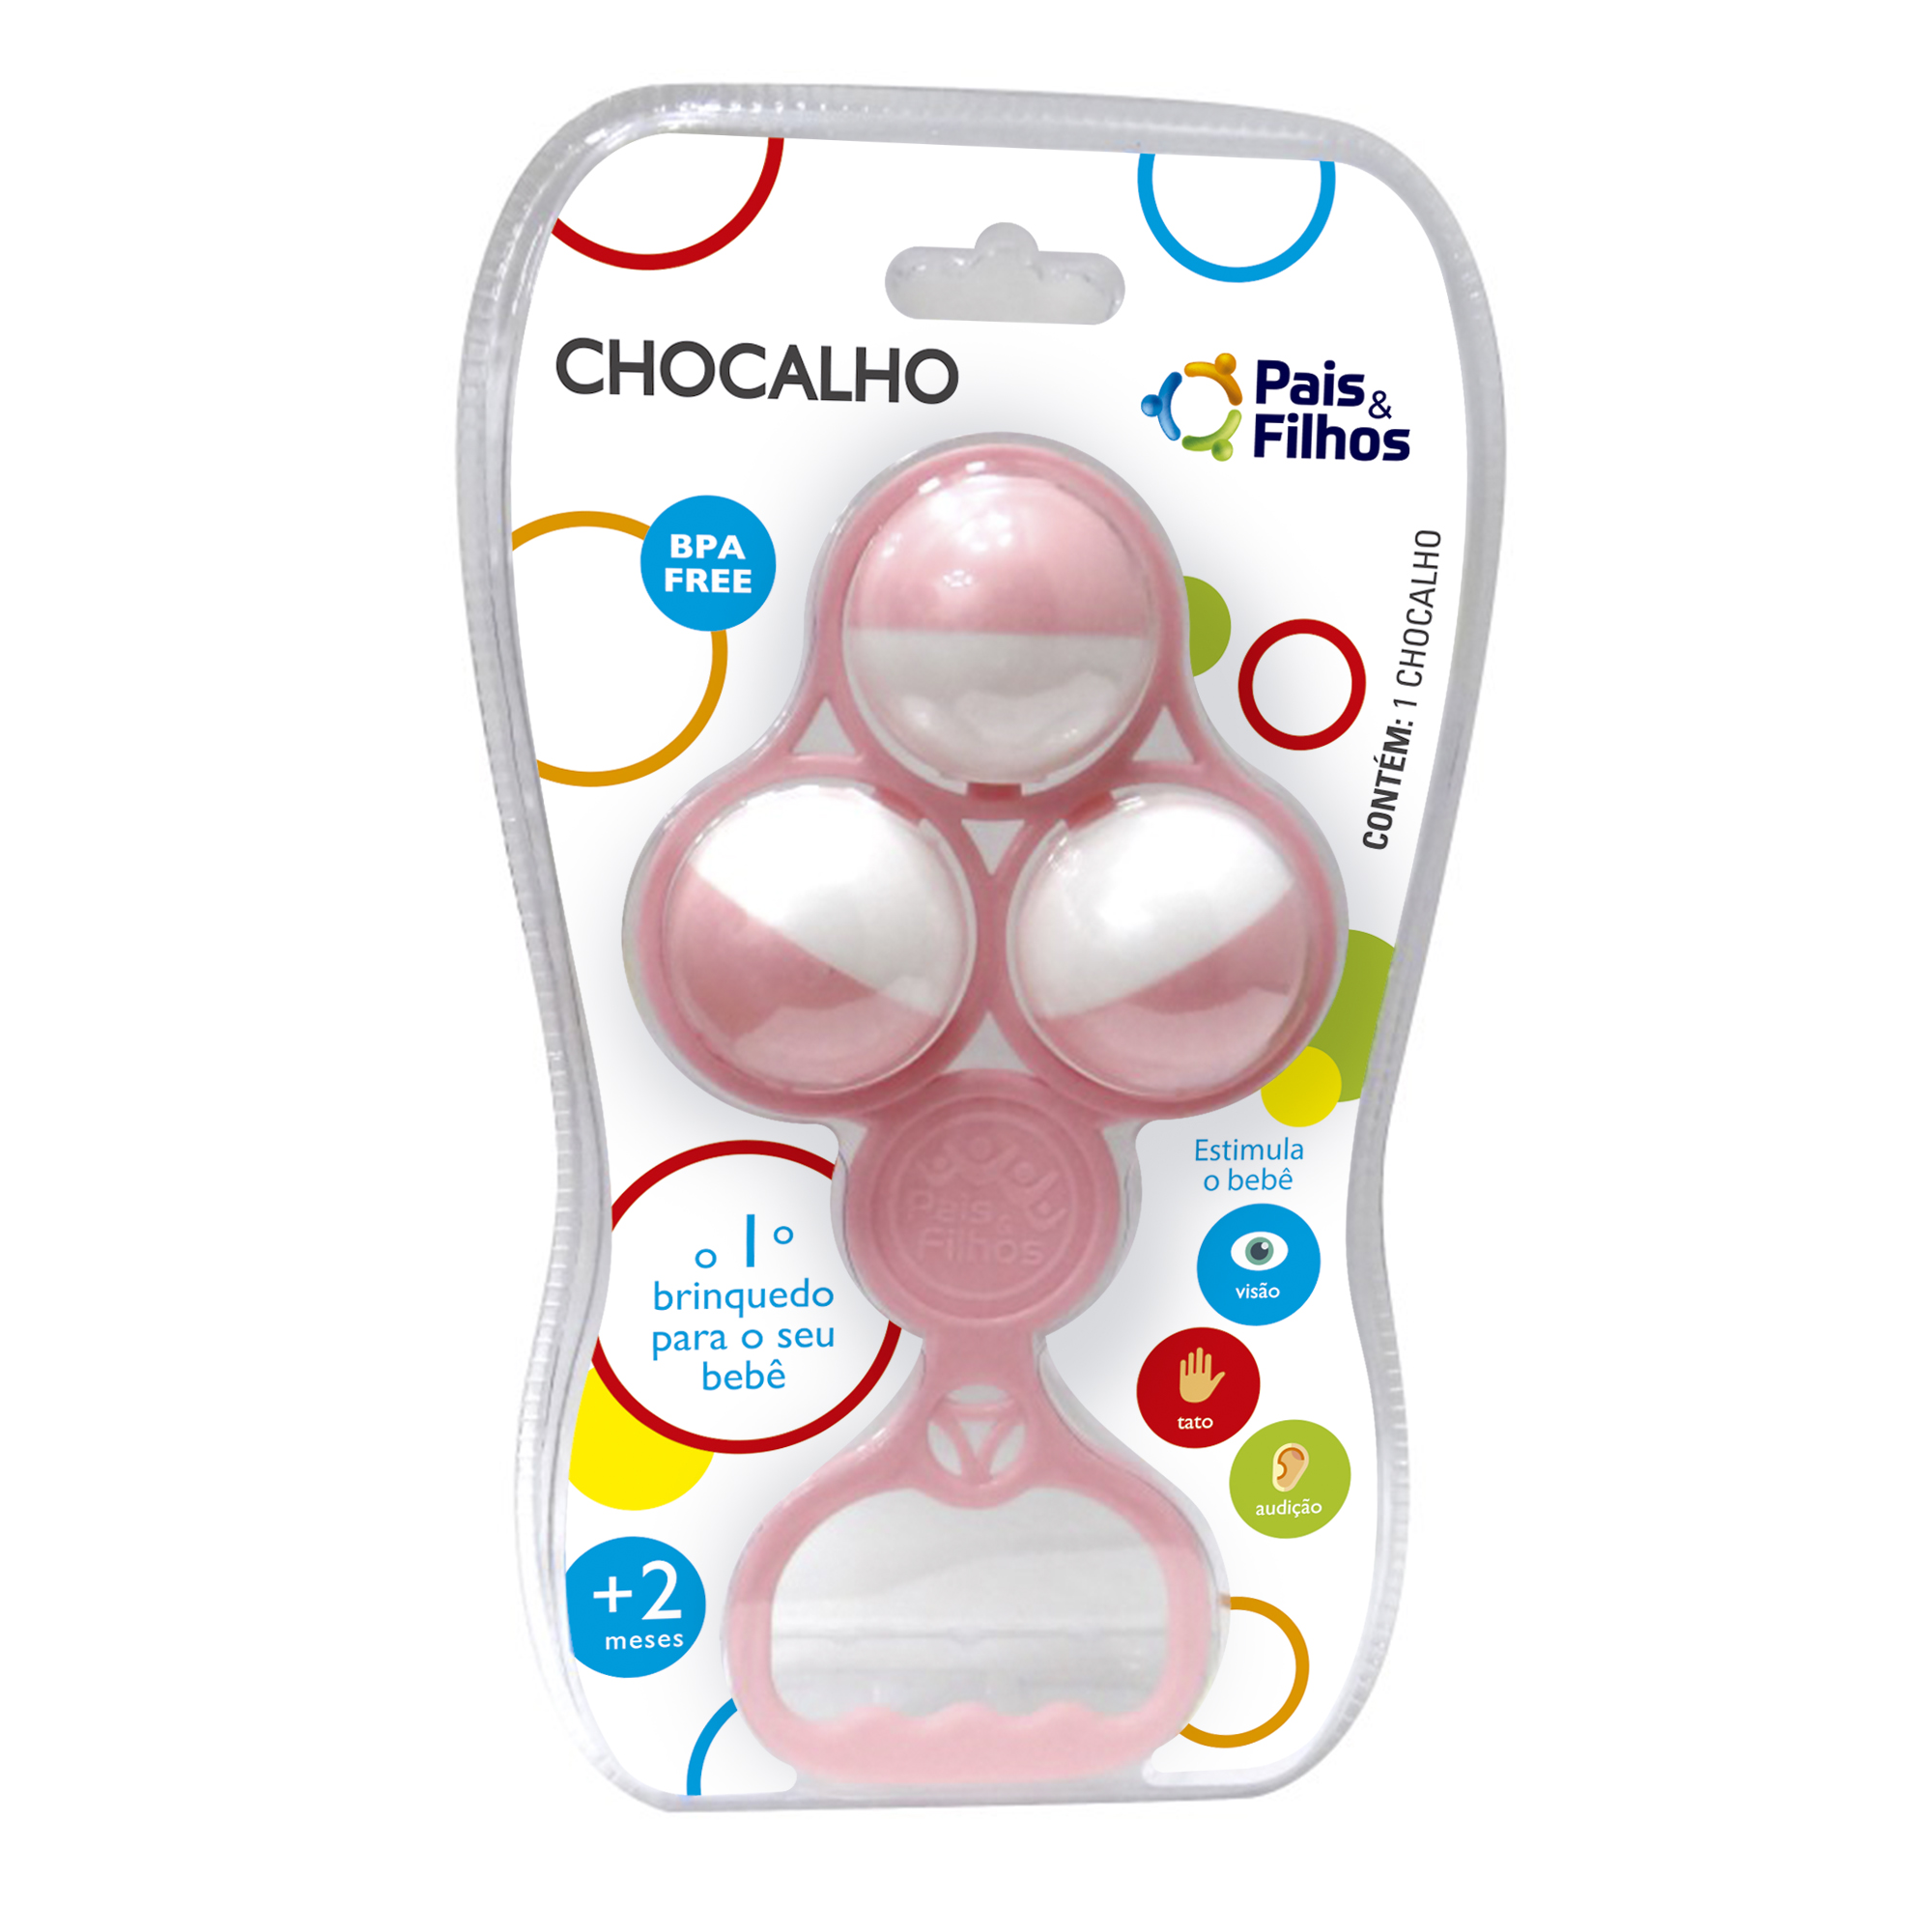 CHOCALHO
Pais &
Filhos
BPA
FREE
CONTÉM: 1 CHOCALHO
Estimula
o bebê
visão
tato
audição
Pais &
Filhos
o 1º
brinquedo
para o seu
bebê
+2
meses